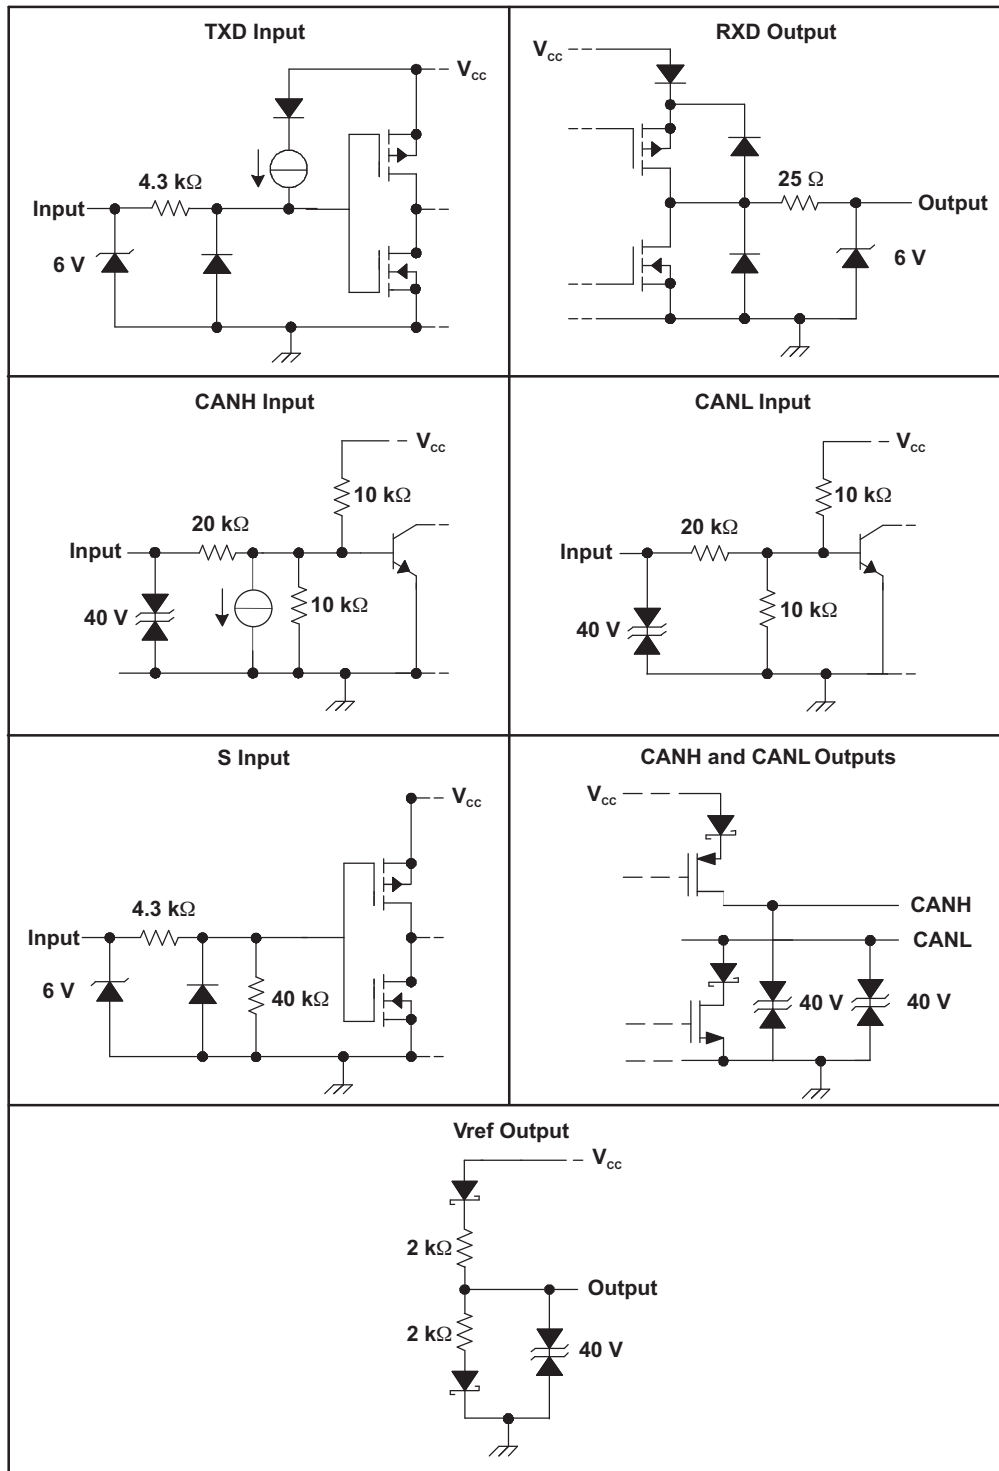 TXD Input
V_CC
4.3 kΩ
Input
6 V
RXD Output
V_CC
25 Ω
Output
6 V
CANH Input
V_CC
10 kΩ
20 kΩ
Input
10 kΩ
40 V
CANL Input
V_CC
10 kΩ
20 kΩ
Input
10 kΩ
40 V
S Input
V_CC
4.3 kΩ
Input
6 V
40 kΩ
CANH and CANL Outputs
V_CC
CANH
CANL
40 V
40 V
Vref Output
V_CC
2 kΩ
Output
2 kΩ
40 V